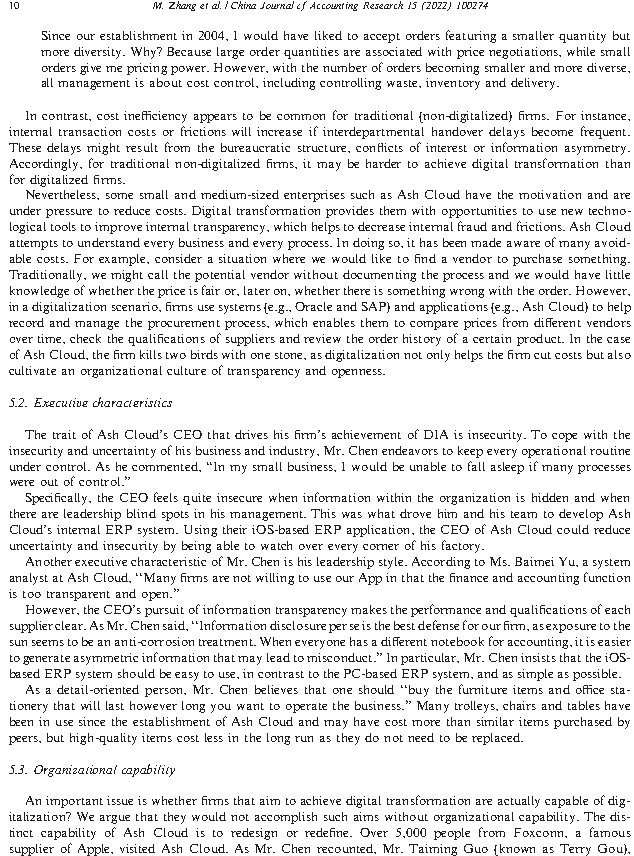 10
M. Zhang et al. / China Journal of Accounting Research 15 (2022) 100274
Since our establishment in 2004, I would have liked to accept orders featuring a smaller quantity but
more diversity. Why? Because large order quantities are associated with price negotiations, while small
orders give me pricing power. However, with the number of orders becoming smaller and more diverse,
all management is about cost control, including controlling waste, inventory and delivery.
In contrast, cost inefficiency appears to be common for traditional (non-digitalized) firms. For instance,
internal transaction costs or frictions will increase if interdepartmental handover delays become frequent.
These delays might result from the bureaucratic structure, conflicts of interest or information asymmetry.
Accordingly, for traditional non-digitalized firms, it may be harder to achieve digital transformation than
for digitalized firms.
Nevertheless, some small and medium-sized enterprises such as Ash Cloud have the motivation and are
under pressure to reduce costs. Digital transformation provides them with opportunities to use new techno-
logical tools to improve internal transparency, which helps to decrease internal fraud and frictions. Ash Cloud
attempts to understand every business and every process. In doing so, it has been made aware of many avoid-
able costs. For example, consider a situation where we would like to find a vendor to purchase something.
Traditionally, we might call the potential vendor without documenting the process and we would have little
knowledge of whether the price is fair or, later on, whether there is something wrong with the order. However,
in a digitalization scenario, firms use systems (e.g., Oracle and SAP) and applications (e.g., Ash Cloud) to help
record and manage the procurement process, which enables them to compare prices from different vendors
over time, check the qualifications of suppliers and review the order history of a certain product. In the case
of Ash Cloud, the firm kills two birds with one stone, as digitalization not only helps the firm cut costs but also
cultivate an organizational culture of transparency and openness.
5.2. Executive characteristics
The trait of Ash Cloud's CEO that drives his firm's achievement of DIA is insecurity. To cope with the
insecurity and uncertainty of his business and industry, Mr. Chen endeavors to keep every operational routine
under control. As he commented, "In my small business, I would be unable to fall asleep if many processes
were out of control."
Specifically, the CEO feels quite insecure when information within the organization is hidden and when
there are leadership blind spots in his management. This was what drove him and his team to develop Ash
Cloud's internal ERP system. Using their iOS-based ERP application, the CEO of Ash Cloud could reduce
uncertainty and insecurity by being able to watch over every corner of his factory.
Another executive characteristic of Mr. Chen is his leadership style. According to Ms. Baimei Yu, a system
analyst at Ash Cloud, "Many firms are not willing to use our App in that the finance and accounting function
is too transparent and open."
However, the CEO's pursuit of information transparency makes the performance and qualifications of each
supplier clear. As Mr. Chen said, "Information disclosure per se is the best defense for our firm, as exposure to the
sun seems to be an anti-corrosion treatment. When everyone has a different notebook for accounting, it is easier
to generate asymmetric information that may lead to misconduct." In particular, Mr. Chen insists that the iOS-
based ERP system should be easy to use, in contrast to the PC-based ERP system, and as simple as possible.
As a detail-oriented person, Mr. Chen believes that one should "buy the furniture items and office sta-
tionery that will last however long you want to operate the business." Many trolleys, chairs and tables have
been in use since the establishment of Ash Cloud and may have cost more than similar items purchased by
peers, but high-quality items cost less in the long run as they do not need to be replaced.
5.3. Organizational capability
An important issue is whether firms that aim to achieve digital transformation are actually capable of dig-
italization? We argue that they would not accomplish such aims without organizational capability. The dis-
tinct capability of Ash Cloud is to redesign or redefine. Over 5,000 people from Foxconn, a famous
supplier of Apple, visited Ash Cloud. As Mr. Chen recounted, Mr. Taiming Guo (known as Terry Gou),